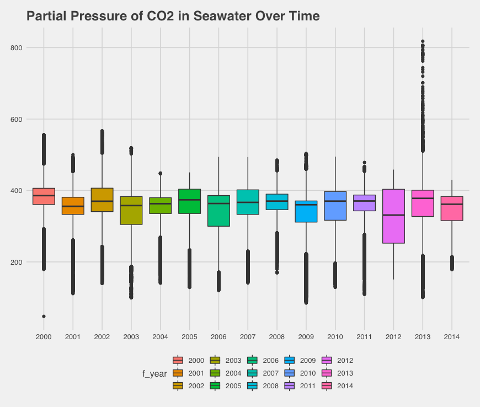 Partial Pressure of CO2 in Seawater Over Time
800
600
400
200
2000 2001 2002 2003 2004 2005 2006 2007 2008 2009 2010 2011 2012 2013 2014
f_year
2000 2003 2006 2009 2012
2001 2004 2007 2010 2013
2002 2005 2008 2011 2014